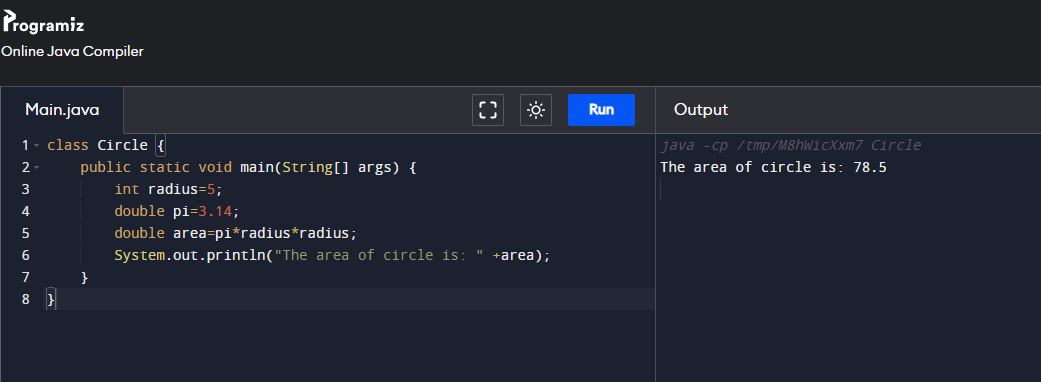 Programiz
Online Java Compiler
Main.java
Run
Output
1 class Circle {
2     public static void main(String[] args) {
3         int radius=5;
4         double pi=3.14;
5         double area=pi*radius*radius;
6         System.out.println("The area of circle is: " +area);
7     }
8 }
java -cp /tmp/M8hWicXxm7 Circle
The area of circle is: 78.5